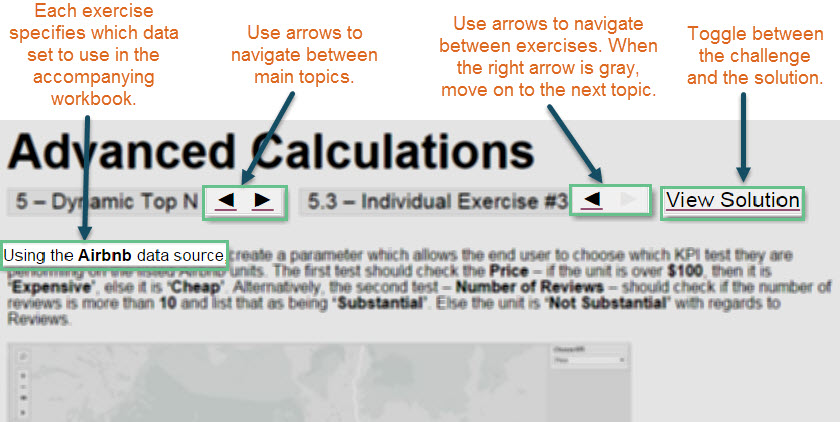 Each exercise
specifies which data
set to use in the
accompanying
workbook.
Use arrows to
navigate between
main topics.
Use arrows to navigate
between exercises. When
the right arrow is gray,
move on to the next topic.
Toggle between
the challenge
and the solution.
Advanced Calculations
5 – Dynamic Top N
5.3 – Individual Exercise #3
View Solution
Using the Airbnb data source, create a parameter which allows the end user to choose which KPI test they are
performing on the listed Airbnb units. The first test should check the Price – if the unit is over $100, then it is
"Expensive", else it is "Cheap". Alternatively, the second test – Number of Reviews – should check if the number of
reviews is more than 10 and list that as being "Substantial". Else the unit is "Not Substantial" with regards to
Reviews.
Choose KPI
Price